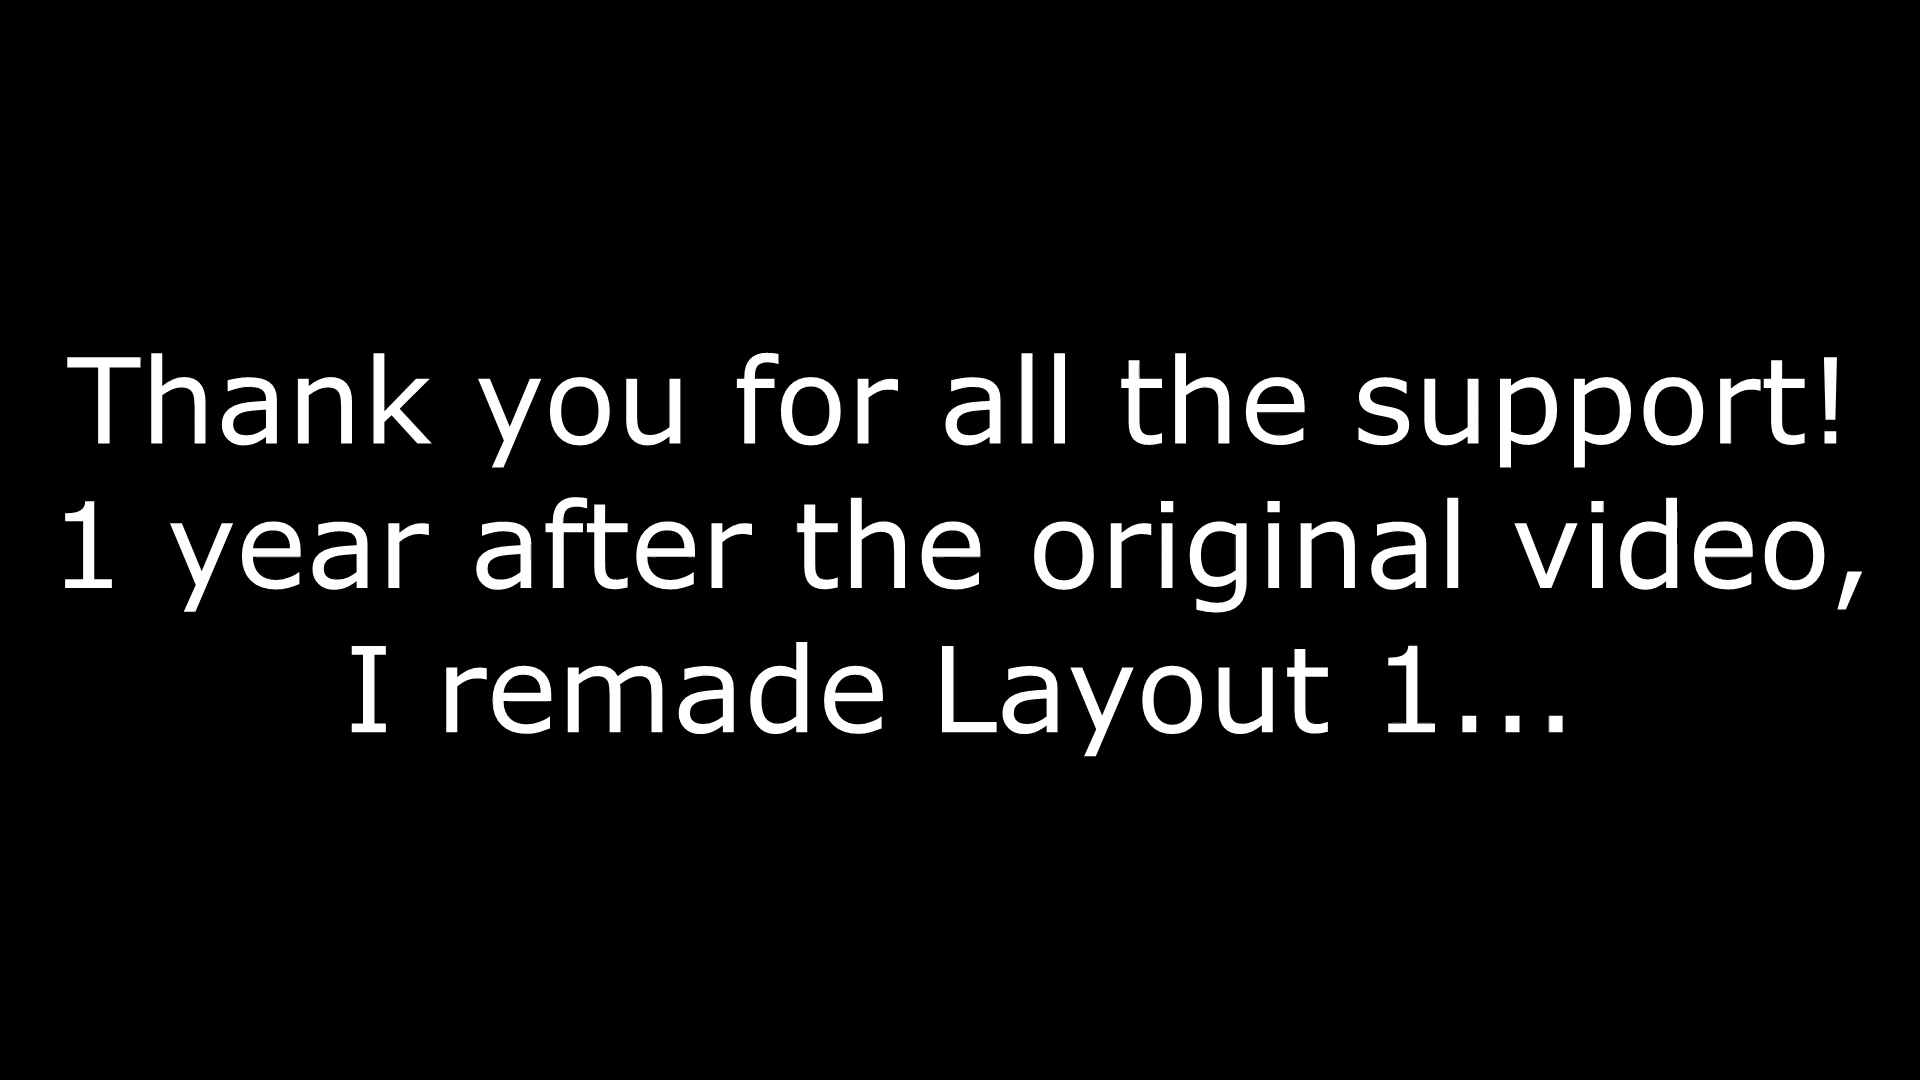 Thank you for all the support!
1 year after the original video,
I remade Layout 1...